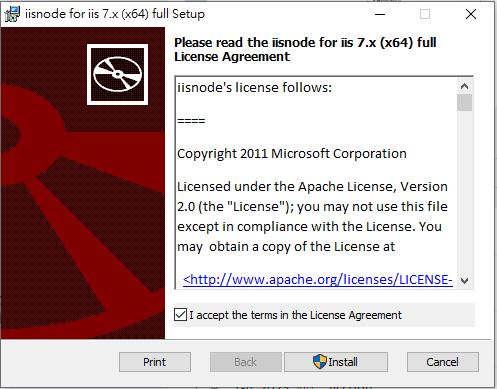 iisnode for iis 7.x (x64) full Setup
Please read the iisnode for iis 7.x (x64) full
License Agreement
iisnode's license follows:
====
Copyright 2011 Microsoft Corporation
Licensed under the Apache License, Version
2.0 (the "License"); you may not use this file
except in compliance with the License. You
may  obtain a copy of the License at
<http://www.apache.org/licenses/LICENSE-
I accept the terms in the License Agreement
Print
Back
Install
Cancel